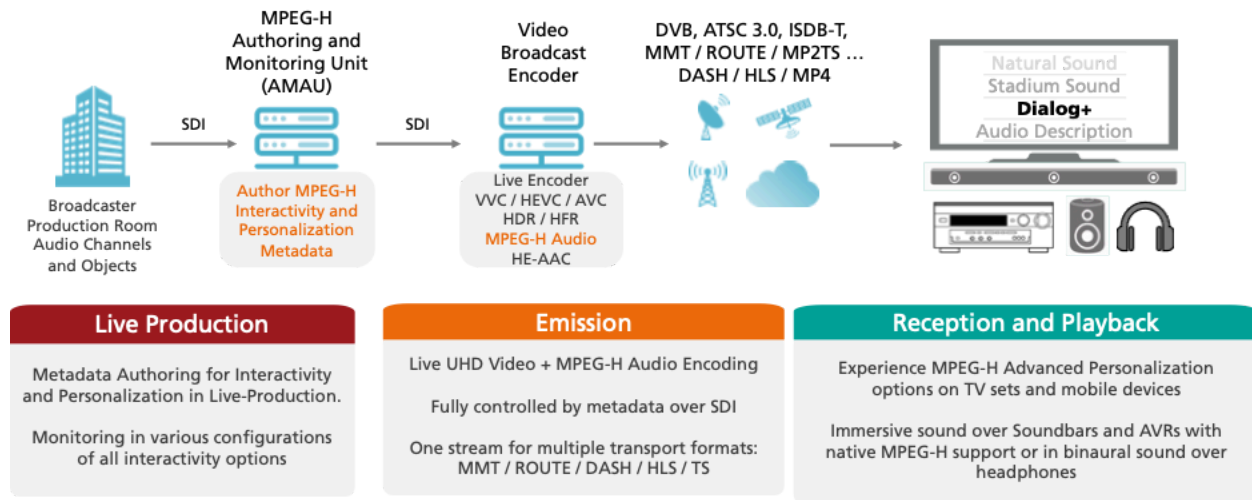 MPEG-H
Authoring and
Monitoring Unit
(AMAU)
Video
Broadcast
Encoder
DVB, ATSC 3.0, ISDB-T,
MMT / ROUTE / MP2TS ...
DASH / HLS / MP4
Natural Sound
Stadium Sound
Dialog+
Audio Description
SDI
SDI
Broadcaster
Production Room
Audio Channels
and Objects
Author MPEG-H
Interactivity and
Personalization
Metadata
Live Encoder
VVC / HEVC / AVC
HDR / HFR
MPEG-H Audio
HE-AAC
Live Production
Metadata Authoring for Interactivity
and Personalization in Live-Production.
Monitoring in various configurations
of all interactivity options
Emission
Live UHD Video + MPEG-H Audio Encoding
Fully controlled by metadata over SDI
One stream for multiple transport formats:
MMT / ROUTE / DASH / HLS / TS
Reception and Playback
Experience MPEG-H Advanced Personalization
options on TV sets and mobile devices
Immersive sound over Soundbars and AVRs with
native MPEG-H support or in binaural sound over
headphones